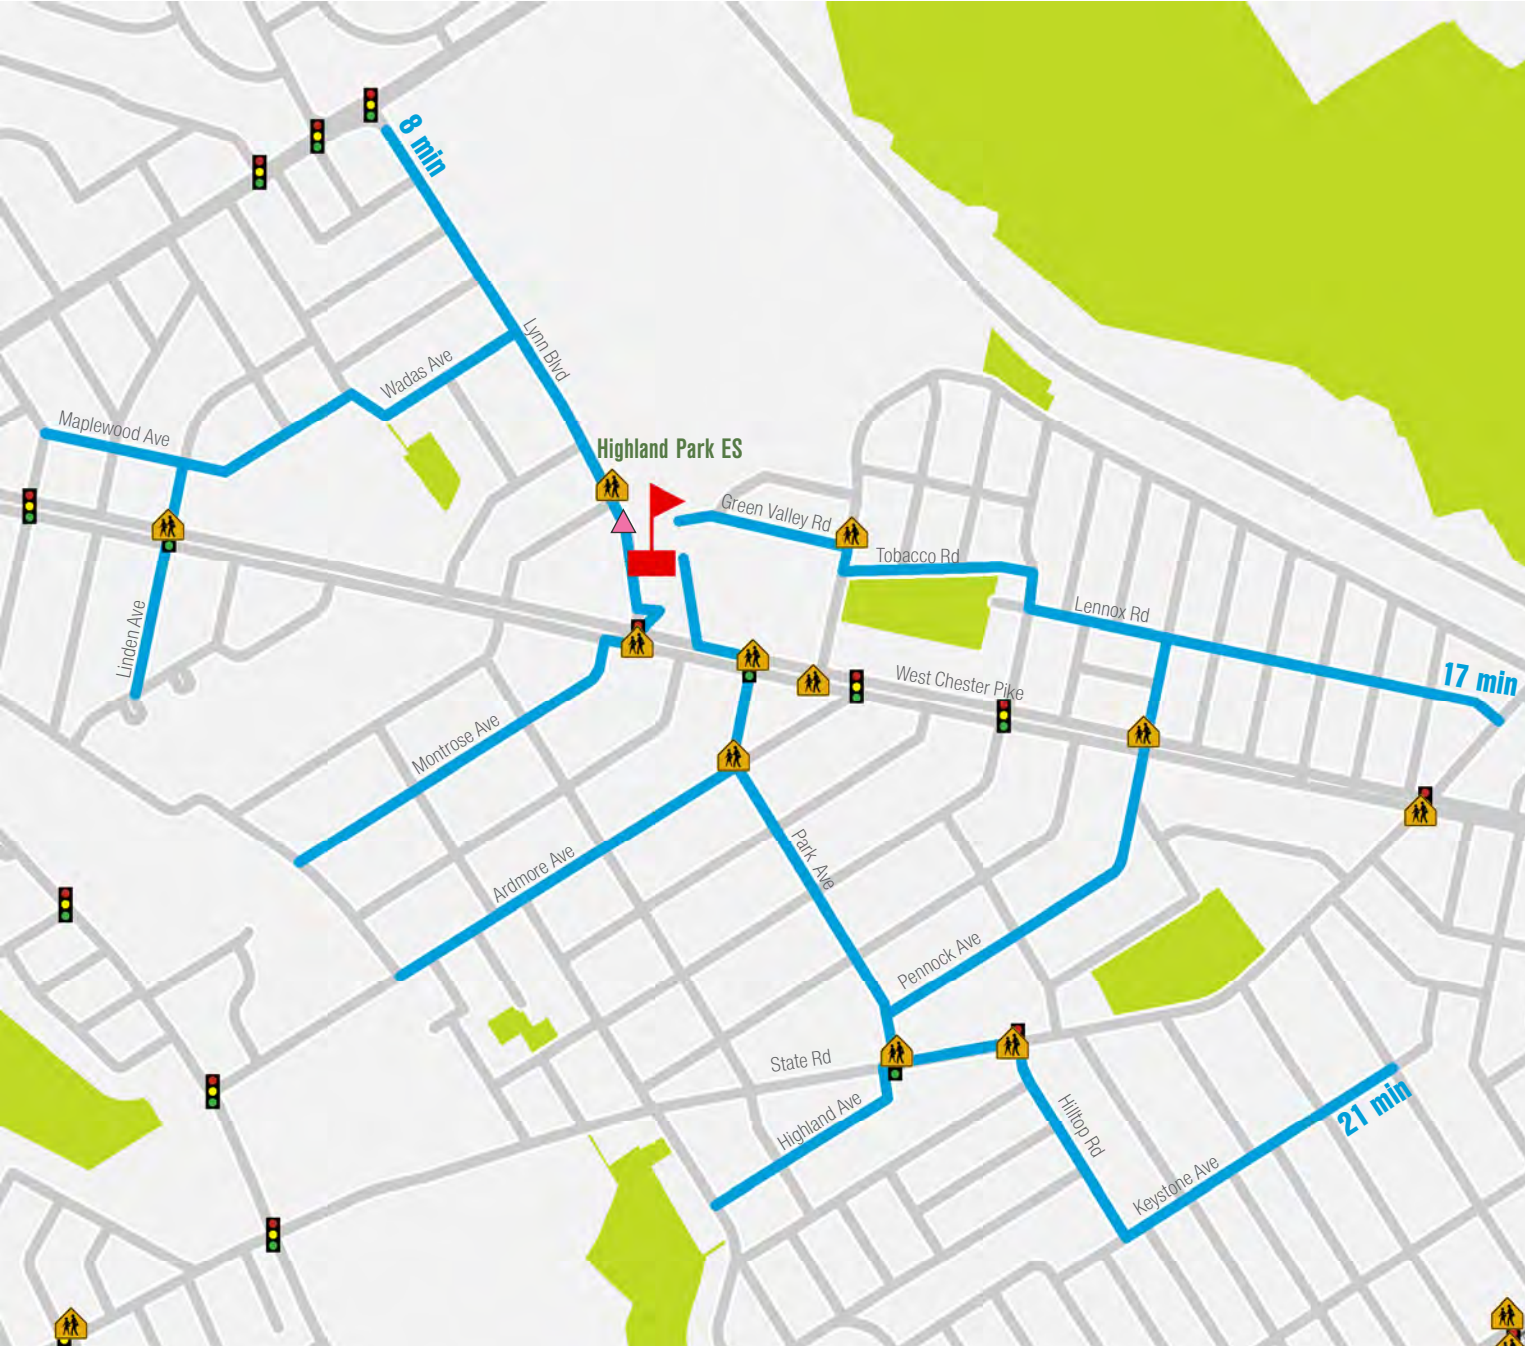 8 min
Lynn Blvd
Wadas Ave
Maplewood Ave
Highland Park ES
Green Valley Rd
Tobacco Rd
Lennox Rd
17 min
West Chester Pike
Linden Ave
Montrose Ave
Ardmore Ave
Park Ave
Pennock Ave
State Rd
Highland Ave
Hilltop Rd
21 min
Keystone Ave